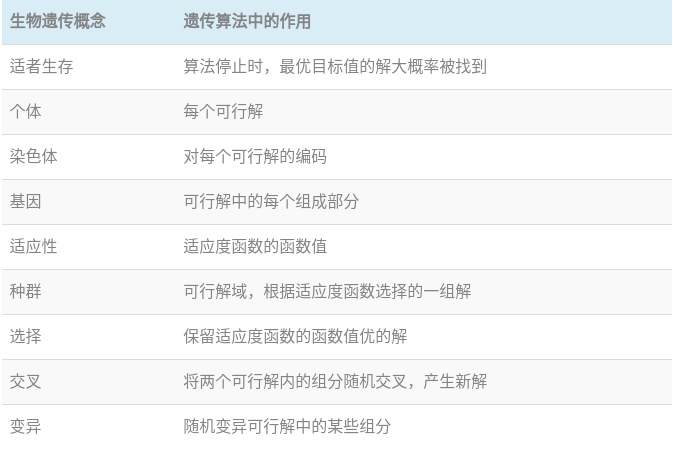 生物遗传概念 遗传算法中的作用
适者生存 算法停止时，最优目标值的解大概率被找到
个体 每个可行解
染色体 对每个可行解的编码
基因 可行解中的每个组成部分
适应性 适应度函数的函数值
种群 可行解域，根据适应度函数选择的一组解
选择 保留适应度函数的函数值优的解
交叉 将两个可行解内的组分随机交叉，产生新解
变异 随机变异可行解中的某些组分